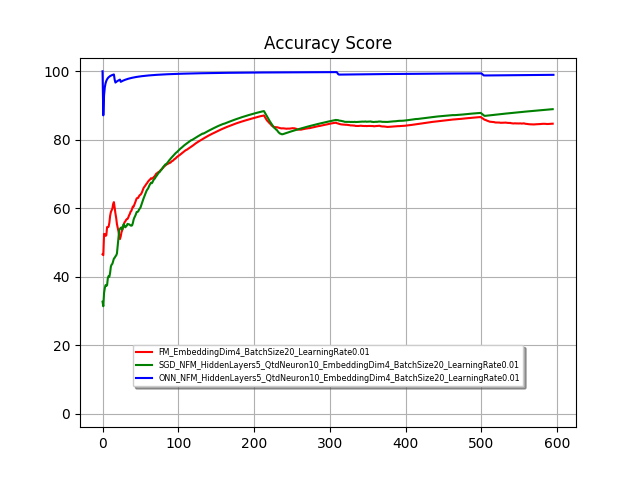 Accuracy Score
100
80
60
40
20
0
FM_EmbeddingDim4_BatchSize20_LearningRate0.01
SGD_NFM_HiddenLayers5_QtdNeuron10_EmbeddingDim4_BatchSize20_LearningRate0.01
ONN_NFM_HiddenLayers5_QtdNeuron10_EmbeddingDim4_BatchSize20_LearningRate0.01
0 100 200 300 400 500 600